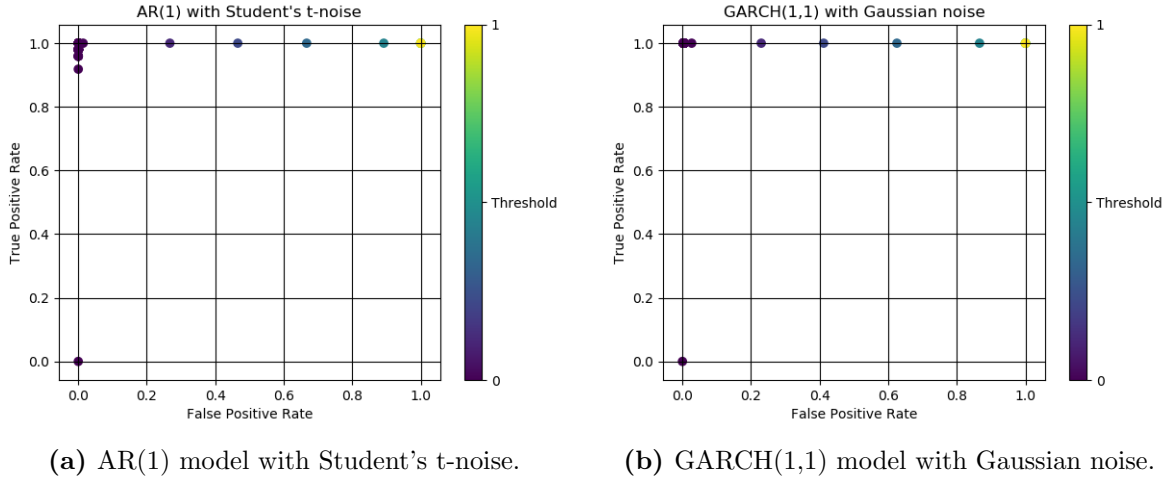 AR(1) with Student's t-noise
1.0
0.8
0.6
0.4
0.2
0.0
True Positive Rate
0.0 0.2 0.4 0.6 0.8 1.0
False Positive Rate
1
Threshold
0
GARCH(1,1) with Gaussian noise
1.0
0.8
0.6
0.4
0.2
0.0
True Positive Rate
0.0 0.2 0.4 0.6 0.8 1.0
False Positive Rate
1
Threshold
0
(a) AR(1) model with Student's t-noise.
(b) GARCH(1,1) model with Gaussian noise.